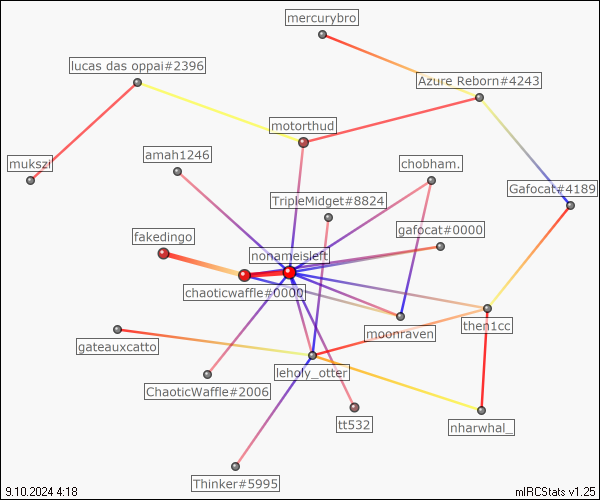 mercurybro
lucas das oppai#2396
Azure Reborn#4243
motorthud
amah1246
mukszi
chobham.
Gafocat#4189
TripleMidget#8824
gafocat#0000
fakedingo
nonameisleft
chaoticwaffle#0000
then1cc
moonraven
gateauxcatto
leholy_otter
ChaoticWaffle#2006
tt532
nharwhal_
Thinker#5995
9.10.2024 4:18
mIRCStats v1.25